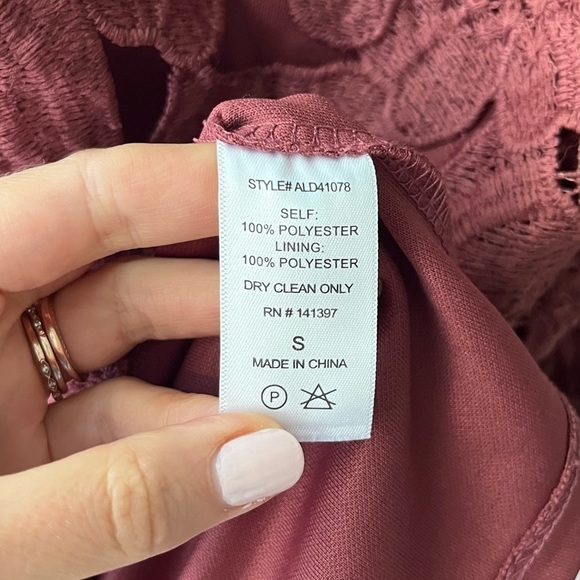 STYLE# ALD41078
SELF:
100% POLYESTER
LINING:
100% POLYESTER
DRY CLEAN ONLY
RN # 141397
S
MADE IN CHINA
P